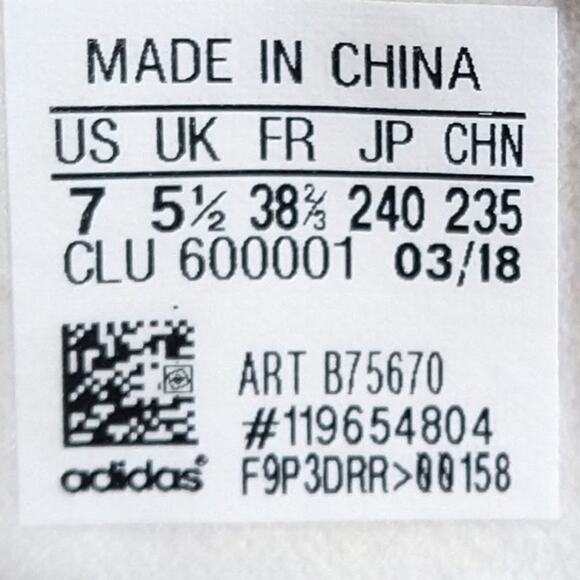 MADE IN CHINA
US UK FR JP CHN
7 5½ 38⅔ 240 235
CLU 600001 03/18
ART B75670
#119654804
adidas® F9P3DRR>00158